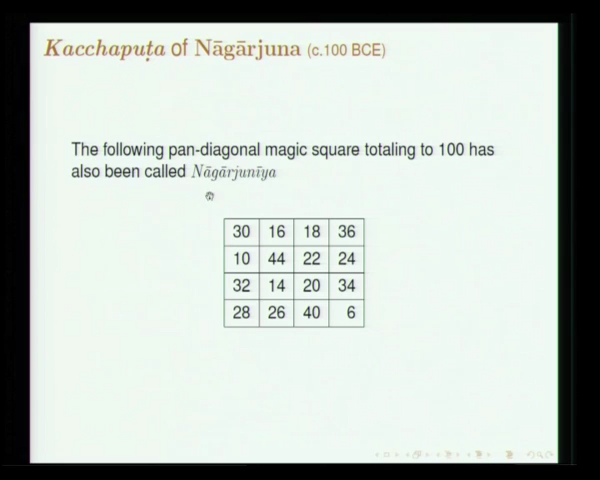 Kacchapuṭa of Nāgārjuna (c.100 BCE)
The following pan-diagonal magic square totaling to 100 has
also been called Nāgārjunīya
30 16 18 36
10 44 22 24
32 14 20 34
28 26 40 6